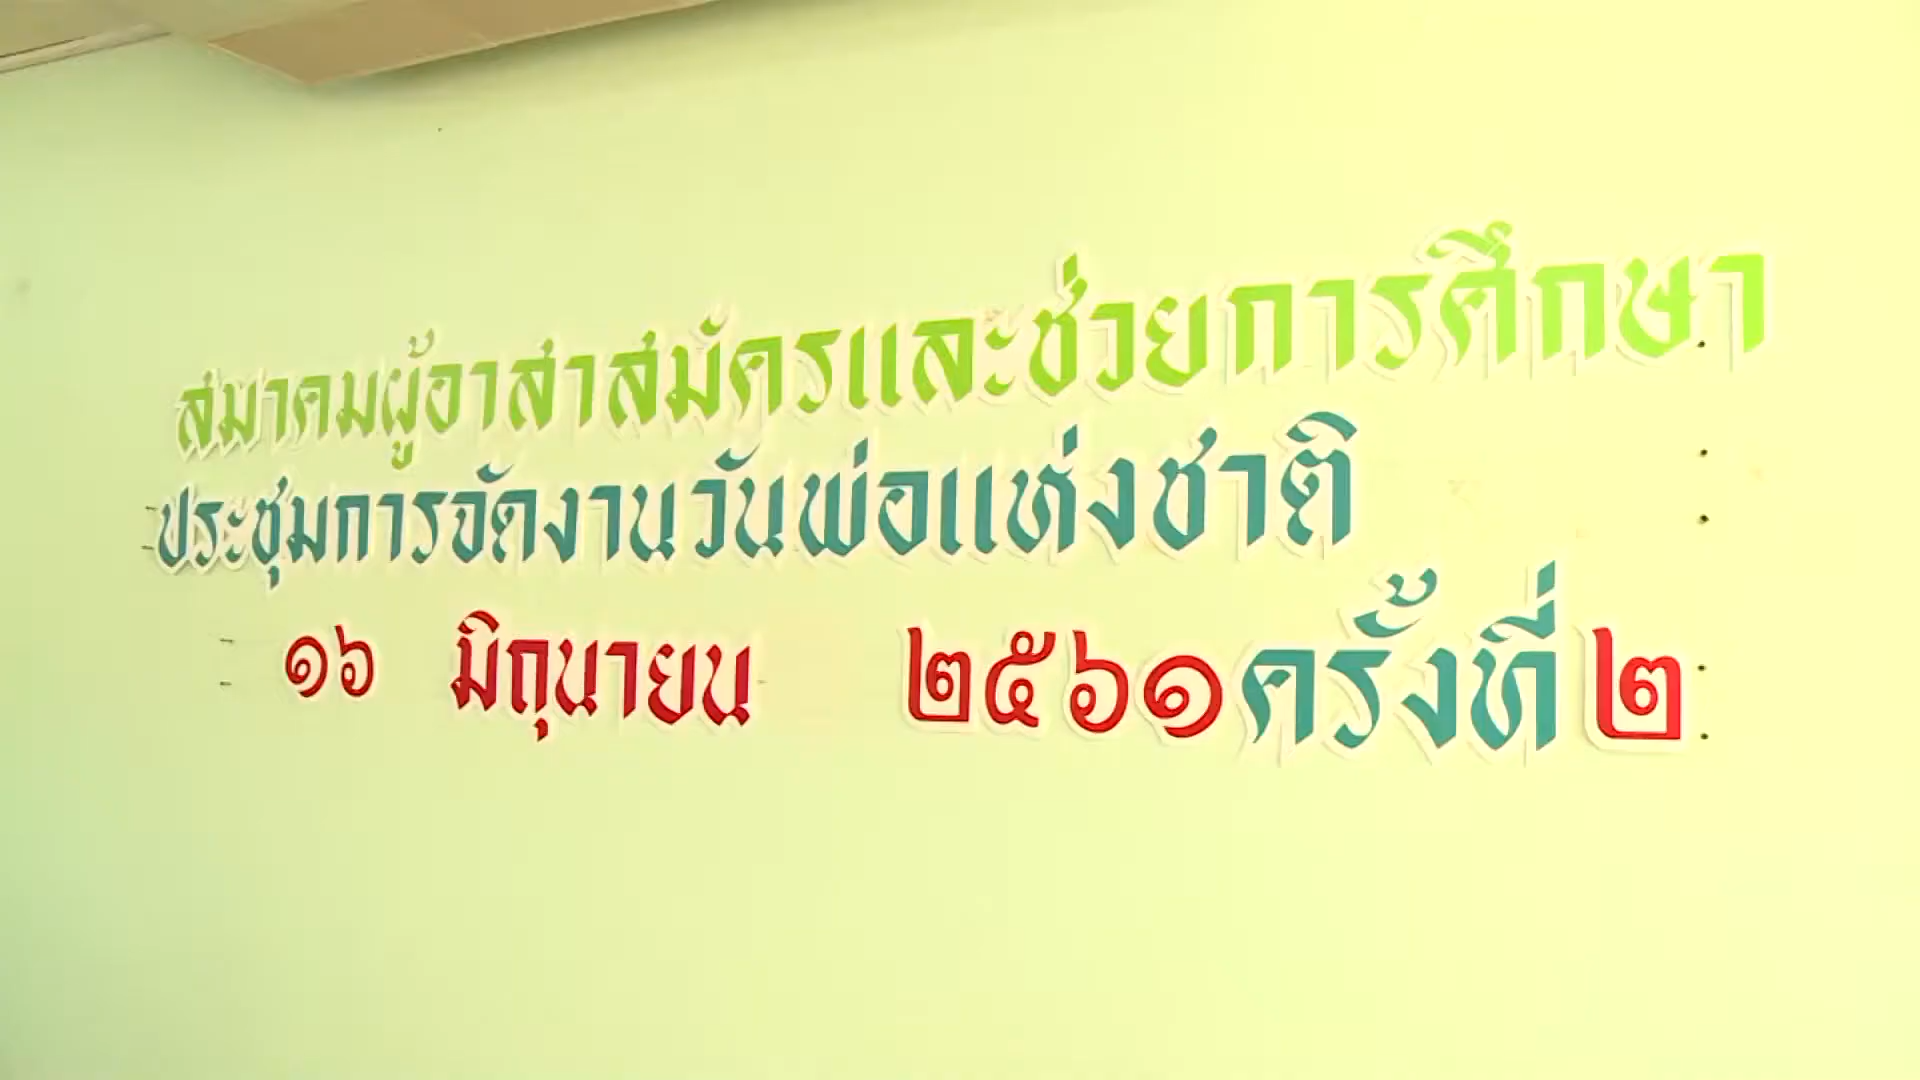 สมาคมผู้อาสาสมัครและช่วยการศึกษา
ประชุมการจัดงานวันพ่อแห่งชาติ
๑๖ มิถุนายน ๒๕๖๑ ครั้งที่ ๒